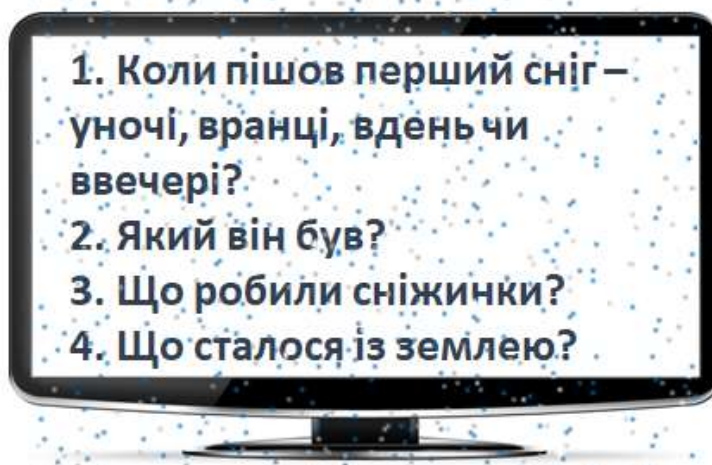 1. Коли пішов перший сніг –
уночі, вранці, вдень чи
ввечері?
2. Який він був?
3. Що робили сніжинки?
4. Що сталося із землею?